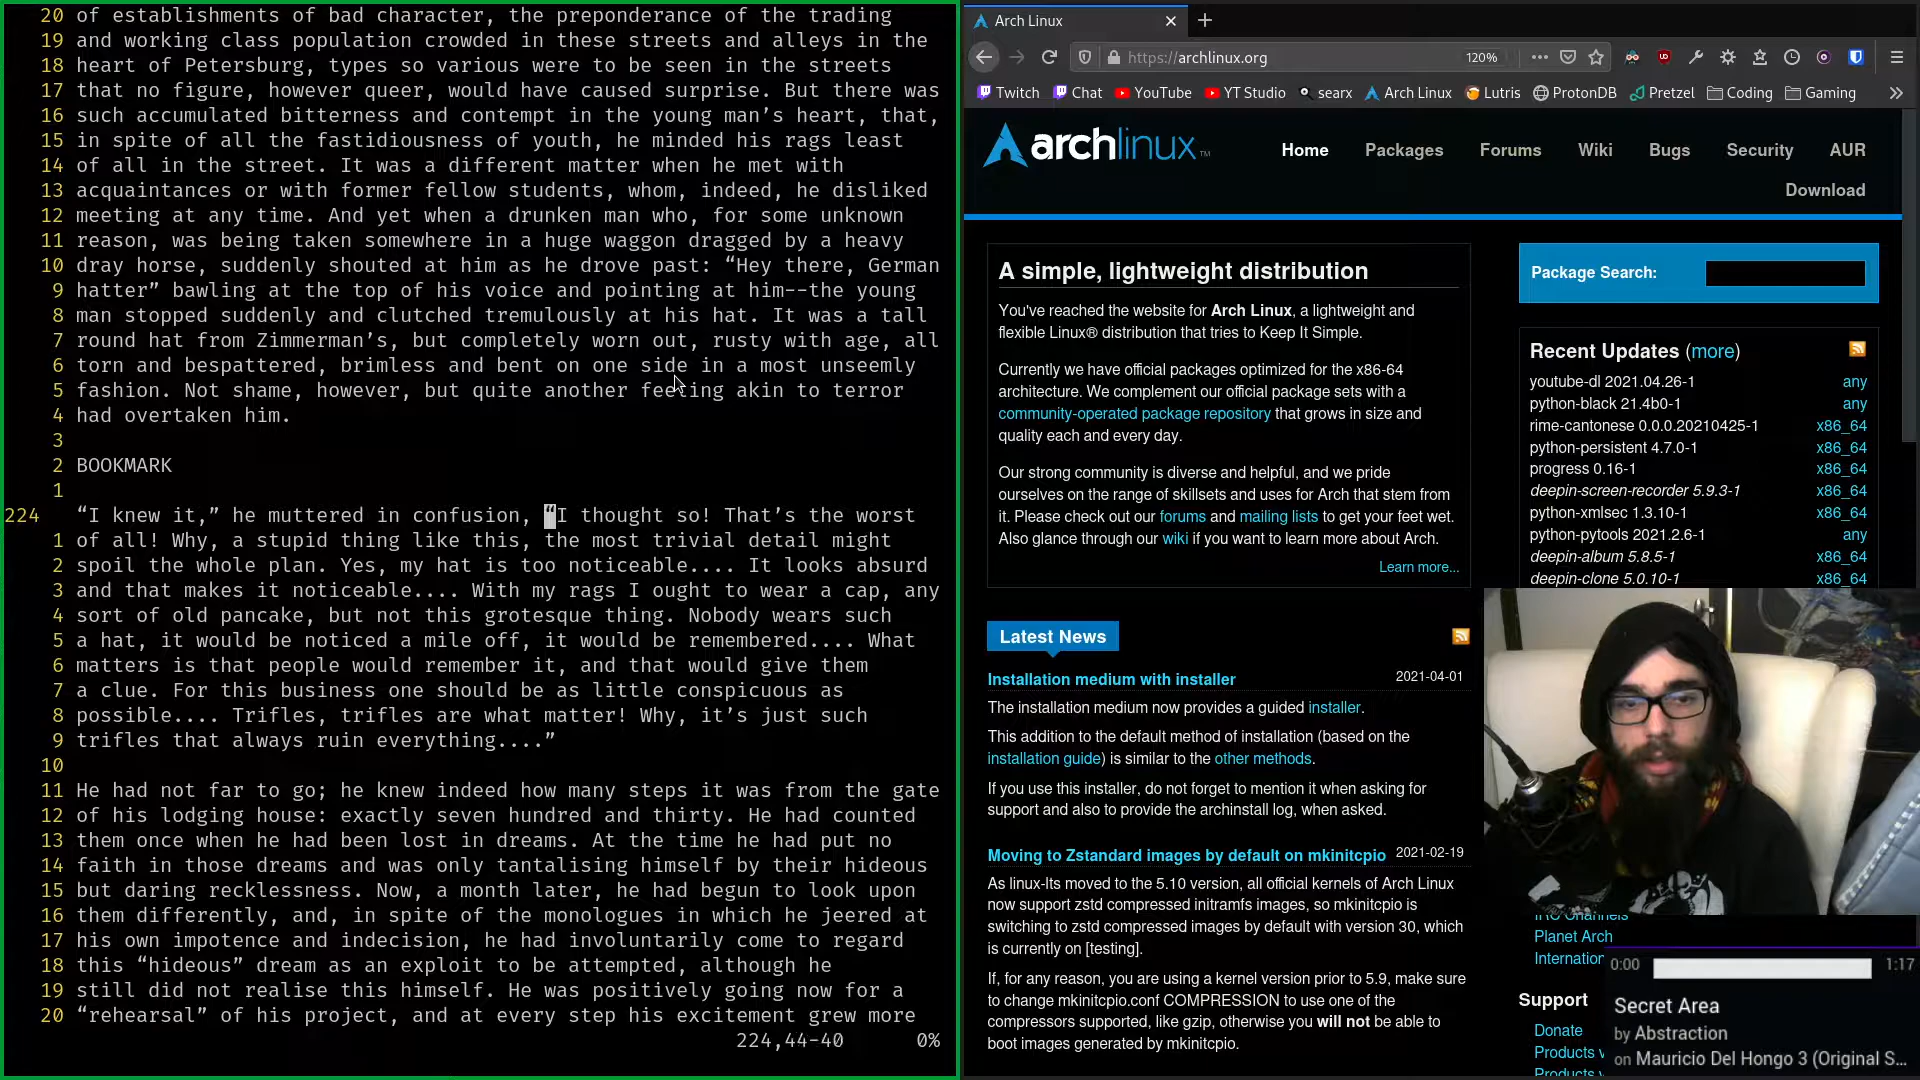 20 of establishments of bad character, the preponderance of the trading
19 and working class population crowded in these streets and alleys in the
18 heart of Petersburg, types so various were to be seen in the streets
17 that no figure, however queer, would have caused surprise. But there was
16 such accumulated bitterness and contempt in the young man’s heart, that,
15 in spite of all the fastidiousness of youth, he minded his rags least
14 of all in the street. It was a different matter when he met with
13 acquaintances or with former fellow students, whom, indeed, he disliked
12 meeting at any time. And yet when a drunken man who, for some unknown
11 reason, was being taken somewhere in a huge waggon dragged by a heavy
10 dray horse, suddenly shouted at him as he drove past: “Hey there, German
9 hatter” bawling at the top of his voice and pointing at him--the young
8 man stopped suddenly and clutched tremulously at his hat. It was a tall
7 round hat from Zimmerman’s, but completely worn out, rusty with age, all
6 torn and bespattered, brimless and bent on one side in a most unseemly
5 fashion. Not shame, however, but quite another feeling akin to terror
4 had overtaken him.
3
2 BOOKMARK
1
224 “I knew it,” he muttered in confusion, “I thought so! That’s the worst
1 of all! Why, a stupid thing like this, the most trivial detail might
2 spoil the whole plan. Yes, my hat is too noticeable.... It looks absurd
3 and that makes it noticeable.... With my rags I ought to wear a cap, any
4 sort of old pancake, but not this grotesque thing. Nobody wears such
5 a hat, it would be noticed a mile off, it would be remembered.... What
6 matters is that people would remember it, and that would give them
7 a clue. For this business one should be as little conspicuous as
8 possible.... Trifles, trifles are what matter! Why, it’s just such
9 trifles that always ruin everything....”
10
11 He had not far to go; he knew indeed how many steps it was from the gate
12 of his lodging house: exactly seven hundred and thirty. He had counted
13 them once when he had been lost in dreams. At the time he had put no
14 faith in those dreams and was only tantalising himself by their hideous
15 but daring recklessness. Now, a month later, he had begun to look upon
16 them differently, and, in spite of the monologues in which he jeered at
17 his own impotence and indecision, he had involuntarily come to regard
18 this “hideous” dream as an exploit to be attempted, although he
19 still did not realise this himself. He was positively going now for a
20 “rehearsal” of his project, and at every step his excitement grew more
224,44-40 0%
Arch Linux
https://archlinux.org 120%
Twitch Chat YouTube YT Studio searx Arch Linux Lutris ProtonDB Pretzel Coding Gaming
archlinux TM
Home Packages Forums Wiki Bugs Security AUR
Download
A simple, lightweight distribution
You've reached the website for Arch Linux, a lightweight and
flexible Linux® distribution that tries to Keep It Simple.
Currently we have official packages optimized for the x86-64
architecture. We complement our official package sets with a
community-operated package repository that grows in size and
quality each and every day.
Our strong community is diverse and helpful, and we pride
ourselves on the range of skillsets and uses for Arch that stem from
it. Please check out our forums and mailing lists to get your feet wet.
Also glance through our wiki if you want to learn more about Arch.
Learn more...
Latest News
Installation medium with installer 2021-04-01
The installation medium now provides a guided installer.
This addition to the default method of installation (based on the
installation guide) is similar to the other methods.
If you use this installer, do not forget to mention it when asking for
support and also to provide the archinstall log, when asked.
Moving to Zstandard images by default on mkinitcpio 2021-02-19
As linux-lts moved to the 5.10 version, all official kernels of Arch Linux
now support zstd compressed initramfs images, so mkinitcpio is
switching to zstd compressed images by default with version 30, which
is currently on [testing].
If, for any reason, you are using a kernel version prior to 5.9, make sure
to change mkinitcpio.conf COMPRESSION to use one of the
compressors supported, like gzip, otherwise you will not be able to
boot images generated by mkinitcpio.
Package Search:
Recent Updates (more)
youtube-dl 2021.04.26-1 any
python-black 21.4b0-1 any
rime-cantonese 0.0.0.20210425-1 x86_64
python-persistent 4.7.0-1 x86_64
progress 0.16-1 x86_64
deepin-screen-recorder 5.9.3-1 x86_64
python-xmlsec 1.3.10-1 x86_64
python-pytools 2021.2.6-1 any
deepin-album 5.8.5-1 x86_64
deepin-clone 5.0.10-1 x86_64
IRC Channels
Planet Arch
Internation
Support
Donate
Products v
Products v
0:00 1:17
Secret Area
by Abstraction
on Mauricio Del Hongo 3 (Original S...